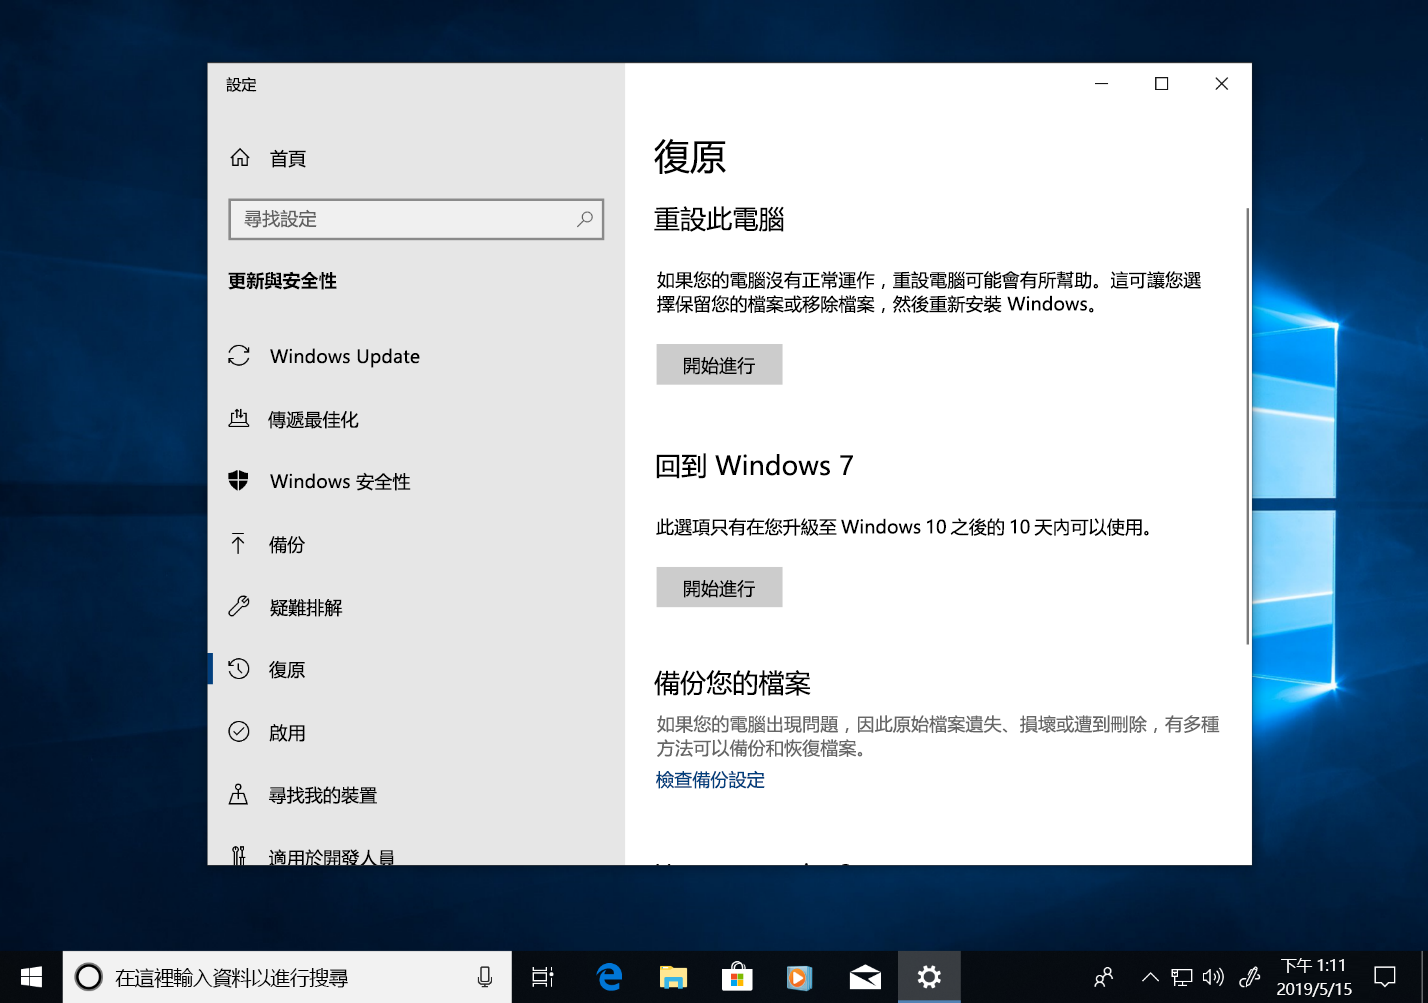 設定
首頁
尋找設定
更新與安全性
Windows Update
傳遞最佳化
Windows 安全性
備份
疑難排解
復原
啟用
尋找我的裝置
適用於開發人員
復原
重設此電腦
如果您的電腦沒有正常運作，重設電腦可能會有所幫助。這可讓您選
擇保留您的檔案或移除檔案，然後重新安裝 Windows。
開始進行
回到 Windows 7
此選項只有在您升級至 Windows 10 之後的 10 天內可以使用。
開始進行
備份您的檔案
如果您的電腦出現問題，因此原始檔案遺失、損壞或遭到刪除，有多種
方法可以備份和恢復檔案。
檢查備份設定
在這裡輸入資料以進行搜尋
下午 1:11
2019/5/15